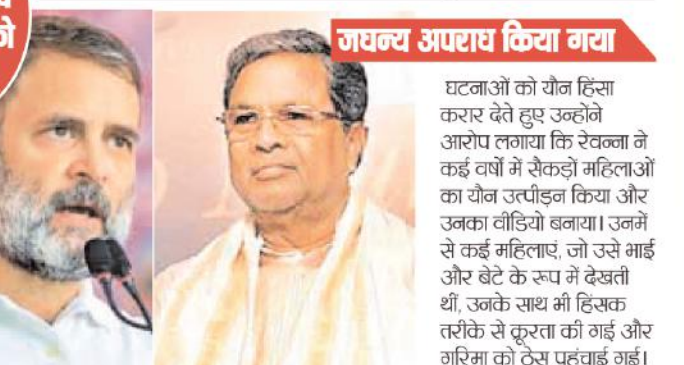 को
जघन्य अपराध किया गया
घटनाओं को यौन हिंसा
करार देते हुए उन्होंने
आरोप लगाया कि रेवन्ना ने
कई वर्षों में सैकड़ों महिलाओं
का यौन उत्पीड़न किया और
उनका वीडियो बनाया। उनमें
से कई महिलाएं, जो उसे भाई
और बेटे के रूप में देखती
थीं, उनके साथ भी हिंसक
तरीके से क्रूरता की गई और
गरिमा को ठेस पहुंचाई गई।